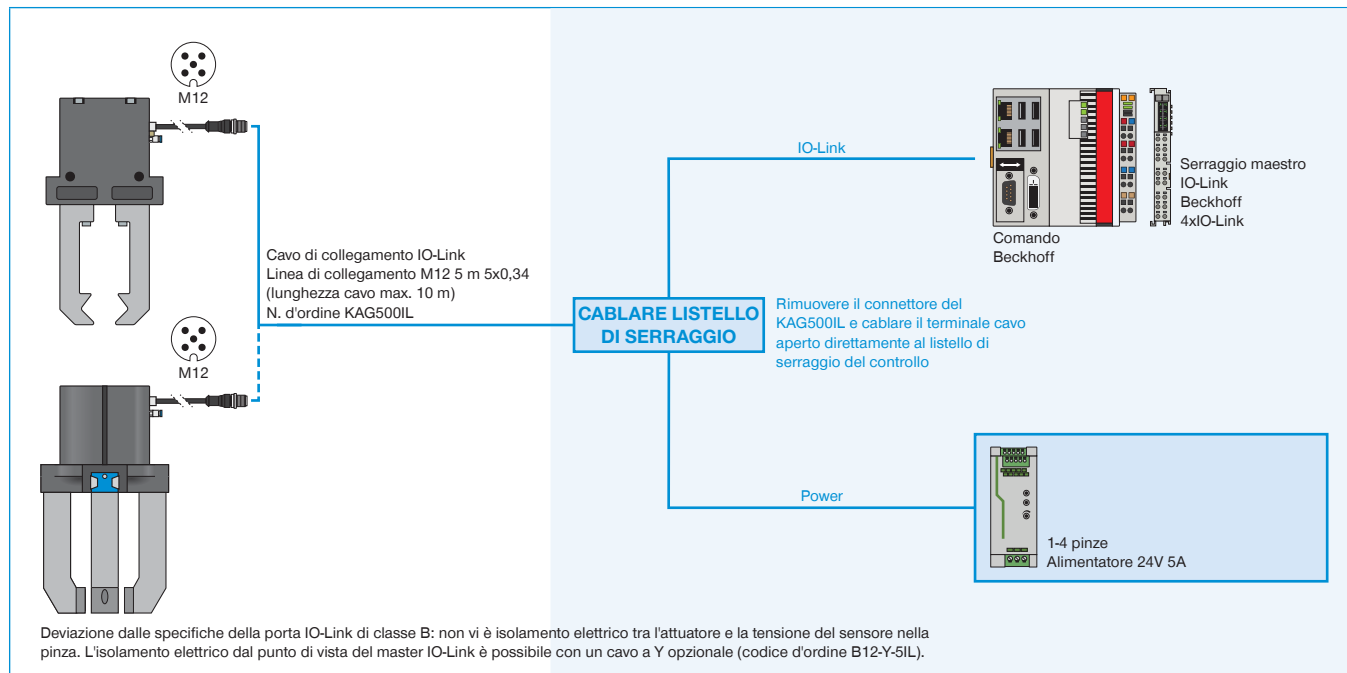 M12
Cavo di collegamento IO-Link
Linea di collegamento M12 5 m 5x0,34
(lunghezza cavo max. 10 m)
N. d'ordine KAG500IL
M12
IO-Link
Comando
Beckhoff
Serraggio maestro
IO-Link
Beckhoff
4xIO-Link
CABLARE LISTELLO
DI SERRAGGIO
Rimuovere il connettore del
KAG500IL e cablare il terminale cavo
aperto direttamente al listello di
serraggio del controllo
Power
1-4 pinze
Alimentatore 24V 5A
Deviazione dalle specifiche della porta IO-Link di classe B: non vi è isolamento elettrico tra l'attuatore e la tensione del sensore nella
pinza. L'isolamento elettrico dal punto di vista del master IO-Link è possibile con un cavo a Y opzionale (codice d'ordine B12-Y-5IL).